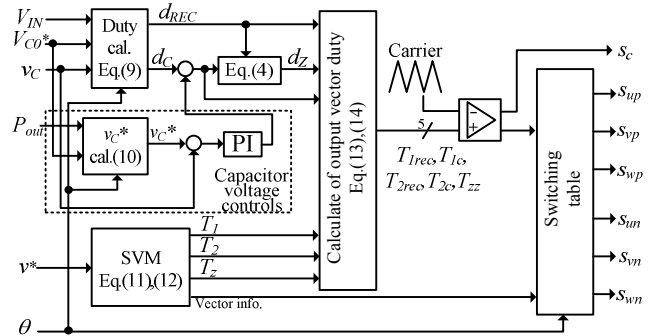 V_IN
V_C0*
v_C
P_out
v*
θ
Duty
cal.
Eq.(9)
d_REC
d_C
Eq.(4)
d_Z
v_C*
cal.(10)
v_C*
PI
Capacitor
voltage
controls
SVM
Eq.(11),(12)
T_1
T_2
T_z
Vector info.
Calculate of output vector duty
Eq.(13),(14)
Carrier
-
+
5
T_1rec,T_1c,
T_2rec,T_2c,T_zz
Switching
table
s_c
s_up
s_vp
s_wp
s_un
s_vn
s_wn